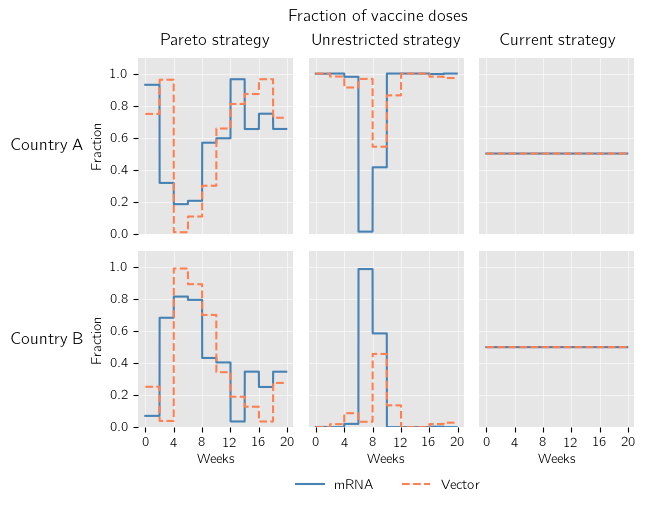 Fraction of vaccine doses
Pareto strategy Unrestricted strategy Current strategy
1.0
0.8
0.6
0.4
0.2
0.0
Country A
Fraction
1.0
0.8
0.6
0.4
0.2
0.0
Country B
Fraction
0 4 8 12 16 20 0 4 8 12 16 20 0 4 8 12 16 20
Weeks Weeks Weeks
mRNA Vector